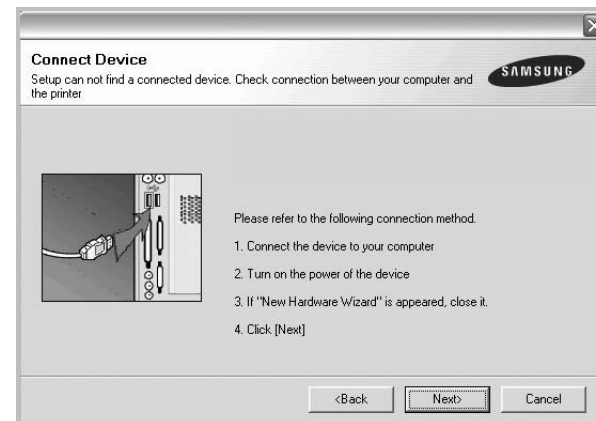 Connect Device
Setup can not find a connected device. Check connection between your computer and
the printer
SAMSUNG
Please refer to the following connection method.
1. Connect the device to your computer
2. Turn on the power of the device
3. If "New Hardware Wizard" is appeared, close it.
4. Click [Next]
<Back
Next>
Cancel